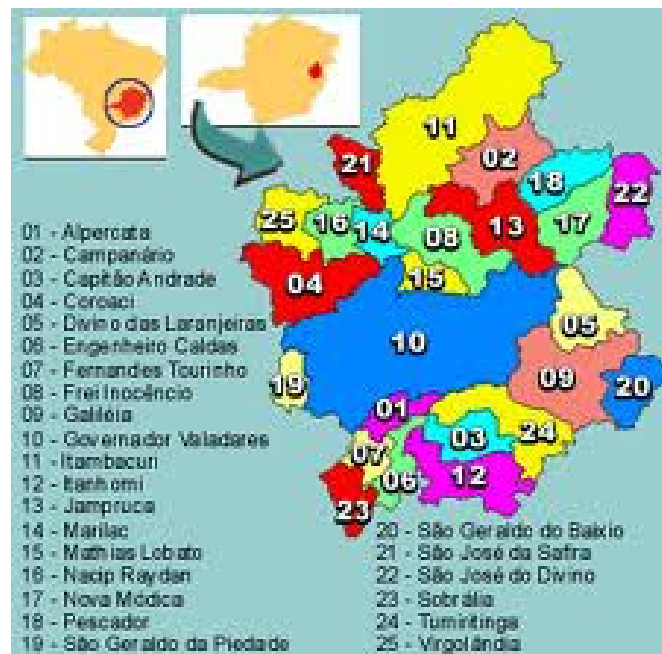 11
02
21
18
22
25
16
14
08
13
17
04
15
10
05
19
09
20
01
03
24
07
12
06
23
01 - Alpercata
02 - Campanário
03 - Capitão Andrade
04 - Coroaci
05 - Divino das Laranjeiras
06 - Engenheiro Caldas
07 - Fernandes Tourinho
08 - Frei Inocêncio
09 - Galiléia
10 - Governador Valadares
11 - Itambacuri
12 - Itanhomi
13 - Jampruca
14 - Marilac
15 - Mathias Lobato
16 - Nacip Raydan
17 - Nova Módica
18 - Pescador
19 - São Geraldo da Piedade
20 - São Geraldo do Baixio
21 - São José da Safra
22 - São José do Divino
23 - Sobrália
24 - Tumiritinga
25 - Virgolândia